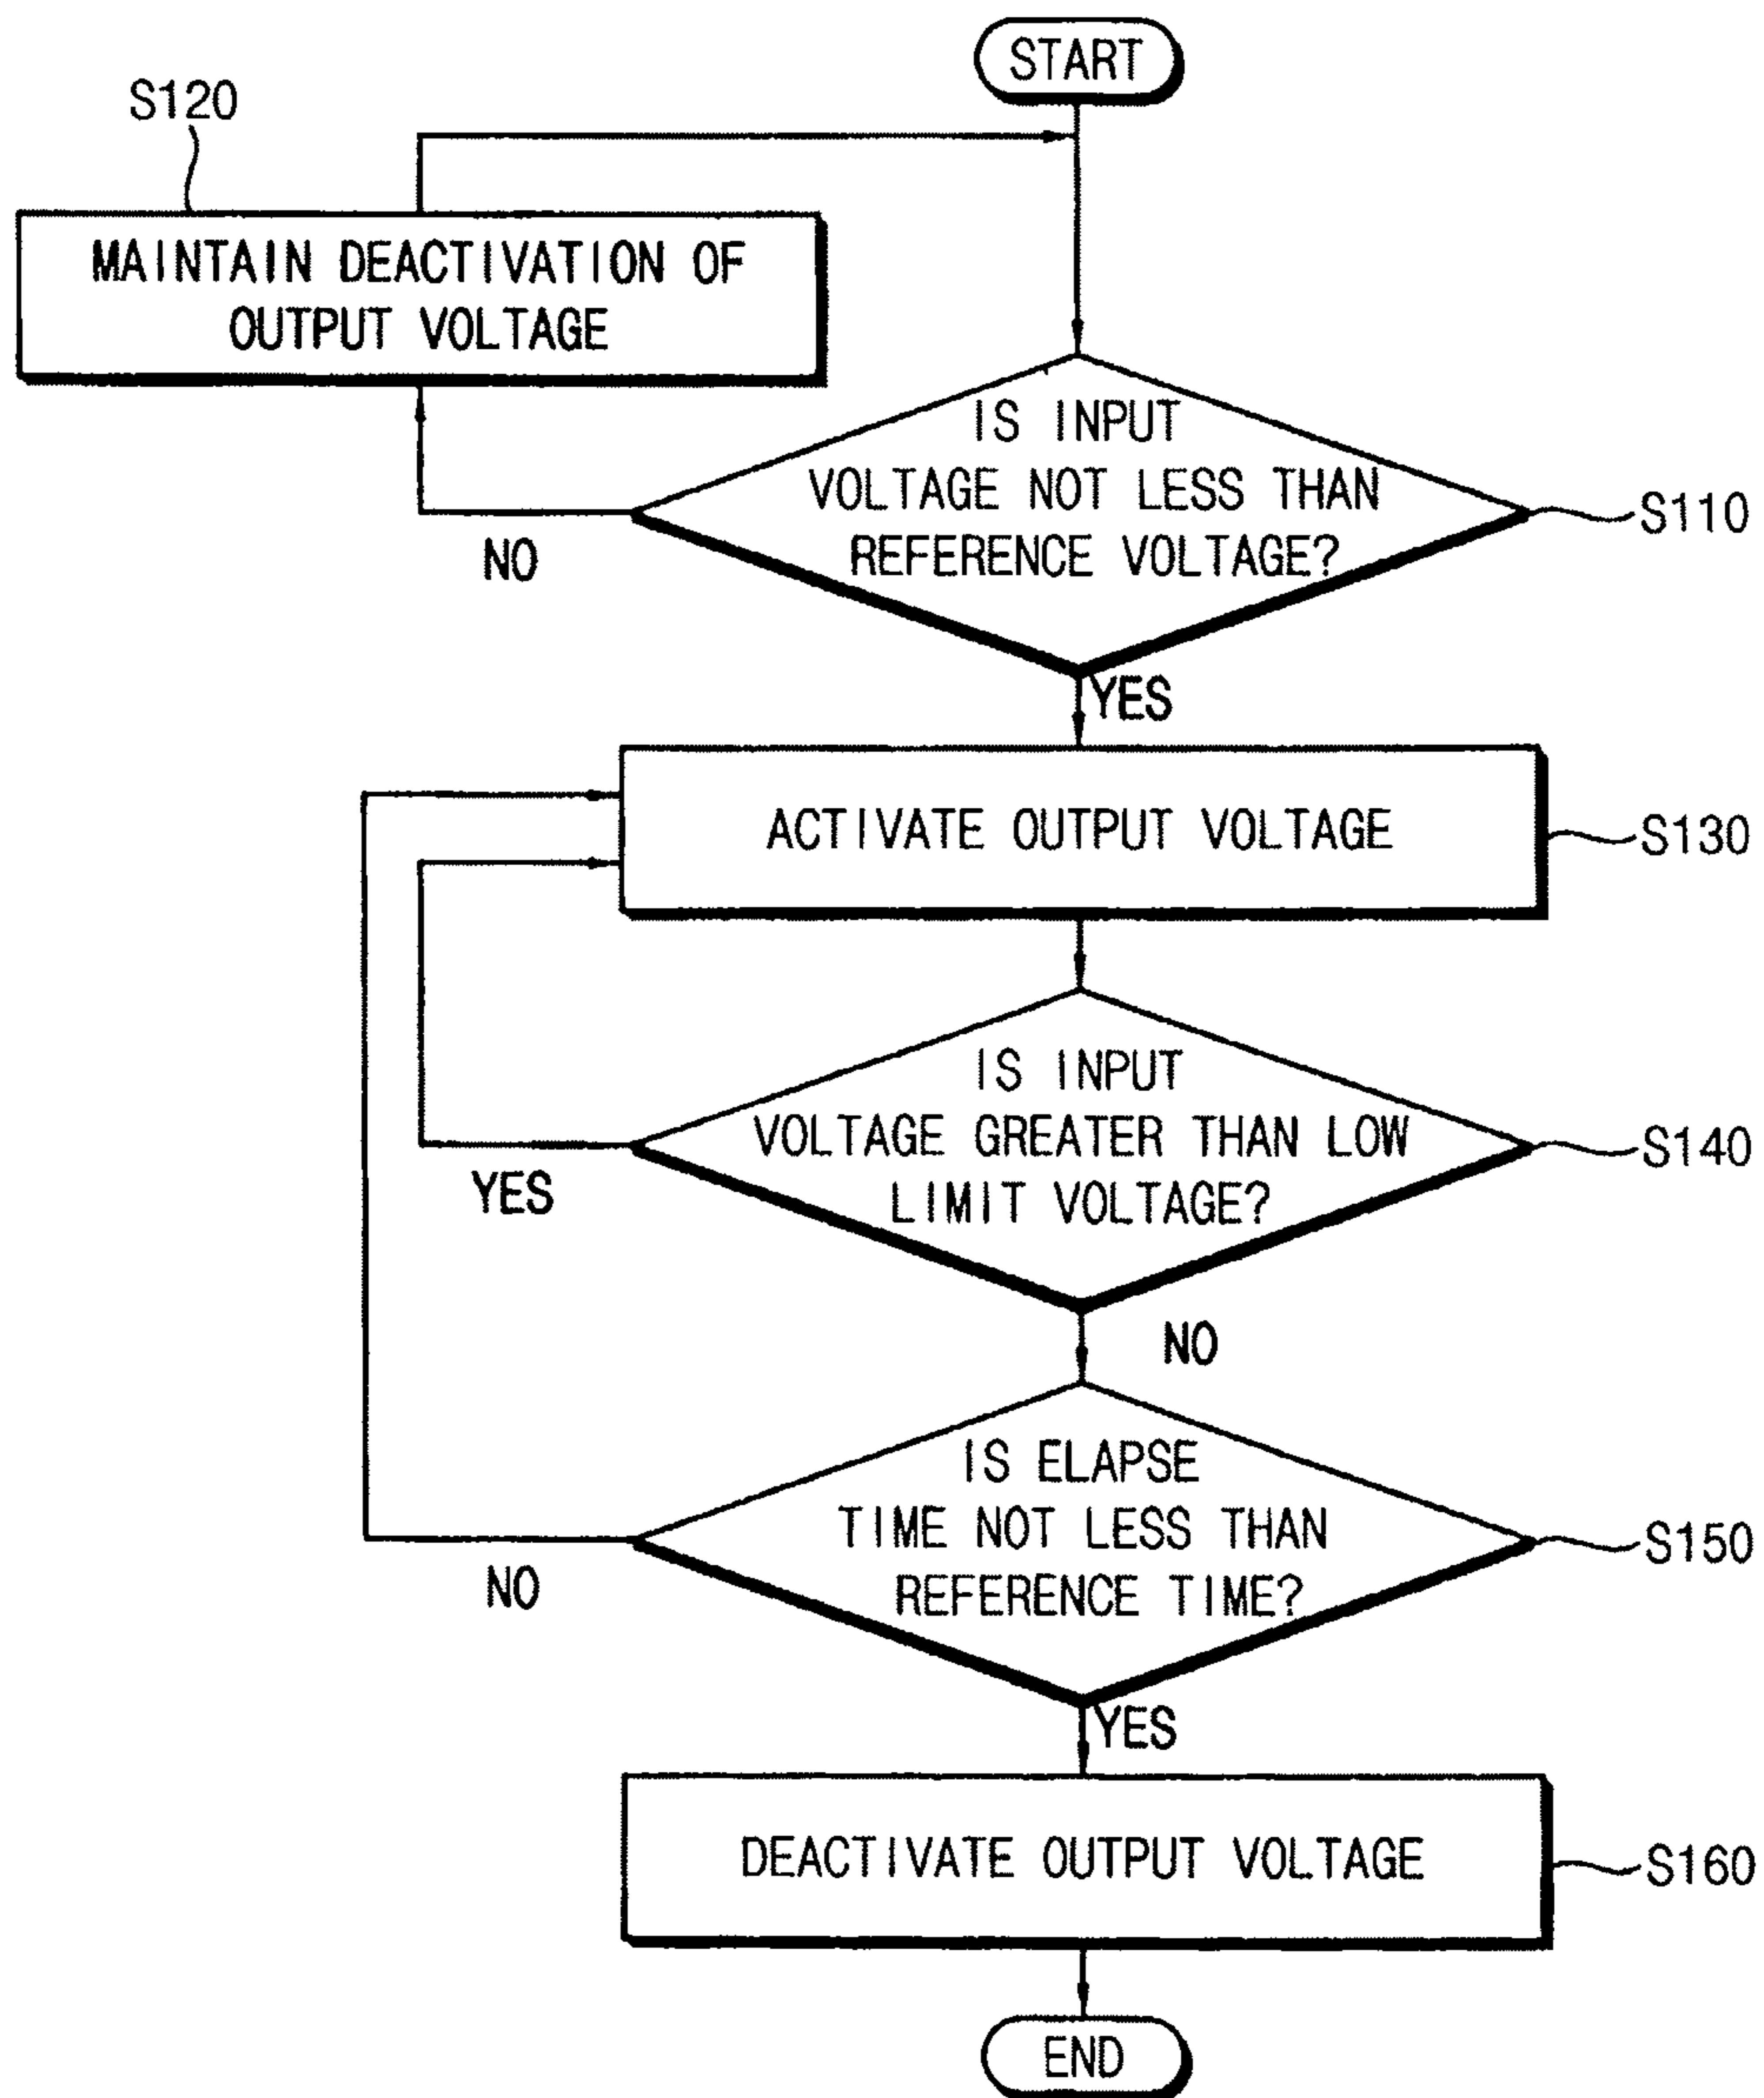 START
S120
MAINTAIN DEACTIVATION OF
OUTPUT VOLTAGE
IS INPUT
VOLTAGE NOT LESS THAN
REFERENCE VOLTAGE?
S110
NO
YES
ACTIVATE OUTPUT VOLTAGE
S130
IS INPUT
VOLTAGE GREATER THAN LOW
LIMIT VOLTAGE?
S140
YES
NO
IS ELAPSE
TIME NOT LESS THAN
REFERENCE TIME?
S150
NO
YES
DEACTIVATE OUTPUT VOLTAGE
S160
END